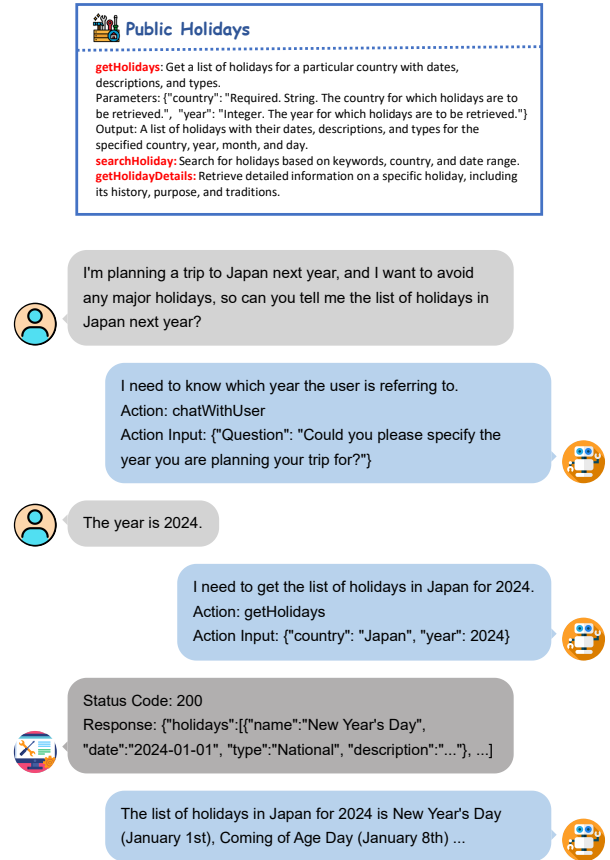 Public Holidays
getHolidays: Get a list of holidays for a particular country with dates,
descriptions, and types.
Parameters: {"country": "Required. String. The country for which holidays are to
be retrieved.", "year": "Integer. The year for which holidays are to be retrieved."}
Output: A list of holidays with their dates, descriptions, and types for the
specified country, year, month, and day.
searchHoliday: Search for holidays based on keywords, country, and date range.
getHolidayDetails: Retrieve detailed information on a specific holiday, including
its history, purpose, and traditions.
I'm planning a trip to Japan next year, and I want to avoid
any major holidays, so can you tell me the list of holidays in
Japan next year?
I need to know which year the user is referring to.
Action: chatWithUser
Action Input: {"Question": "Could you please specify the
year you are planning your trip for?"}
The year is 2024.
I need to get the list of holidays in Japan for 2024.
Action: getHolidays
Action Input: {"country": "Japan", "year": 2024}
Status Code: 200
Response: {"holidays":[{"name":"New Year's Day",
"date":"2024-01-01", "type":"National", "description":"..."}, ...]
The list of holidays in Japan for 2024 is New Year's Day
(January 1st), Coming of Age Day (January 8th) ...